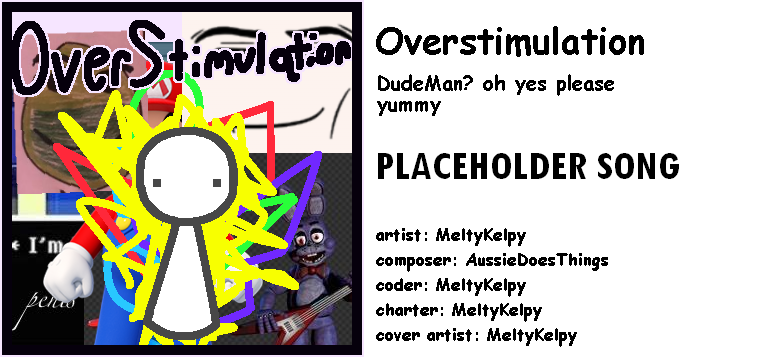 OverStimulation
* I'm
penis
Overstimulation
DudeMan? oh yes please
yummy
PLACEHOLDER SONG
artist: MeltyKelpy
composer: AussieDoesThings
coder: MeltyKelpy
charter: MeltyKelpy
cover artist: MeltyKelpy